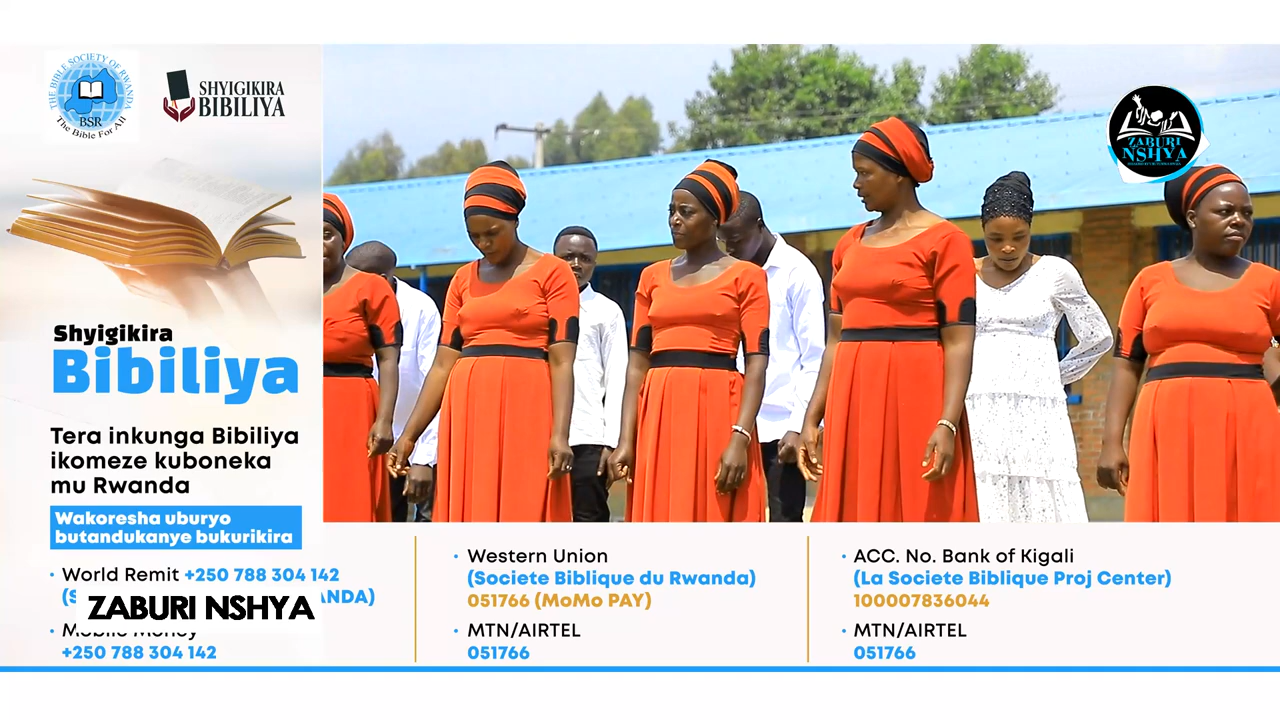 THE BIBLE SOCIETY OF RWANDA
BSR
The Bible For All
SHYIGIKIRA
BIBILIYA
ZABURI
NSHYA
Shyigikira
Bibiliya
Tera inkunga Bibiliya
ikomeze kuboneka
mu Rwanda
Wakoresha uburyo
butandukanye bukurikira
• World Remit +250 788 304 142
ZABURI NSHYA
• Mobile Money
+250 788 304 142
• Western Union
(Societe Biblique du Rwanda)
051766 (MoMo PAY)
• MTN/AIRTEL
051766
• ACC. No. Bank of Kigali
(La Societe Biblique Proj Center)
100007836044
• MTN/AIRTEL
051766